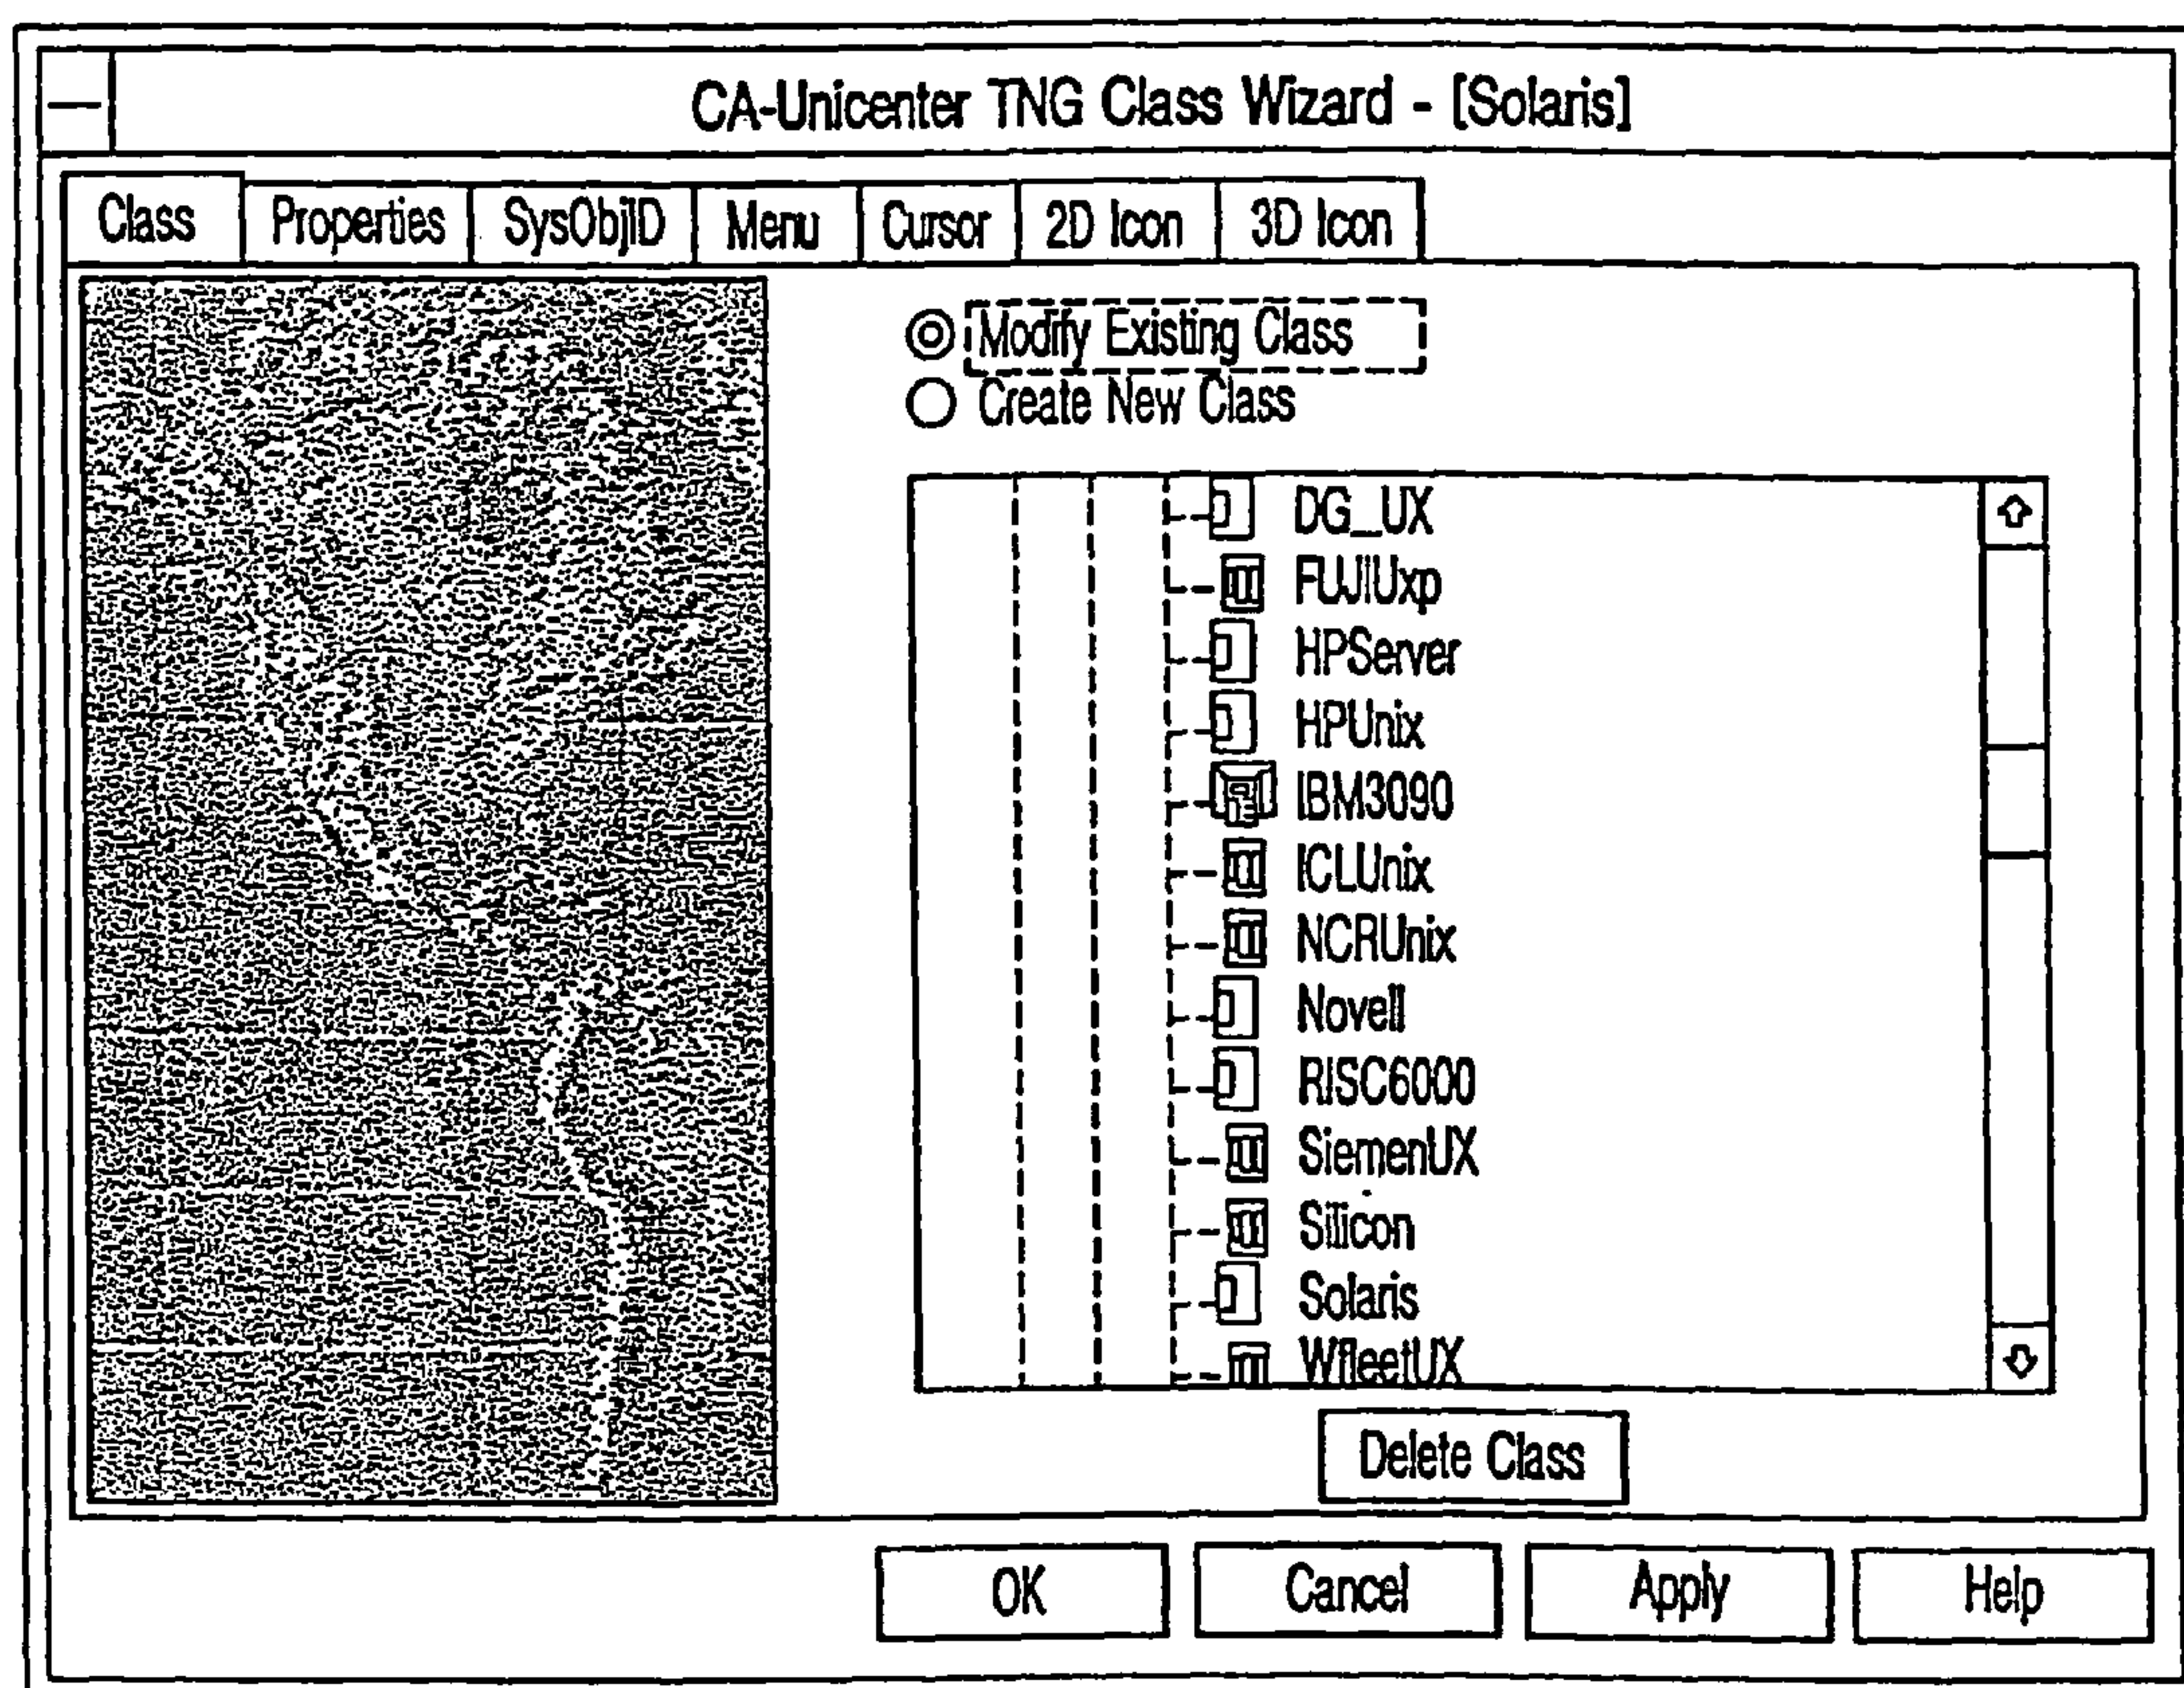 CA-Unicenter TNG Class Wizard - [Solaris]
Class Properties SysObjID Menu Cursor 2D Icon 3D Icon
Modify Existing Class
Create New Class
DG_UX
FUJIUxp
HPServer
HPUnix
IBM3090
ICLUnix
NCRUnix
Novell
RISC6000
SiemenUX
Silicon
Solaris
WfleetUX
Delete Class
OK Cancel Apply Help